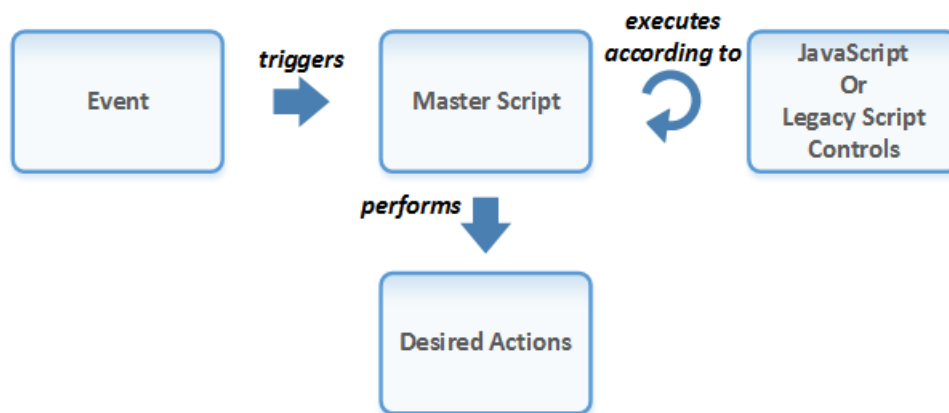 Event
triggers
Master Script
executes
according to
JavaScript
Or
Legacy Script
Controls
performs
Desired Actions